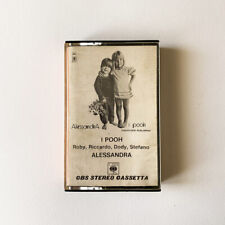 AlessandrA
i pooh
I POOH
Roby, Riccardo, Dody, Stefano
ALESSANDRA
CBS STEREO CASSETTA